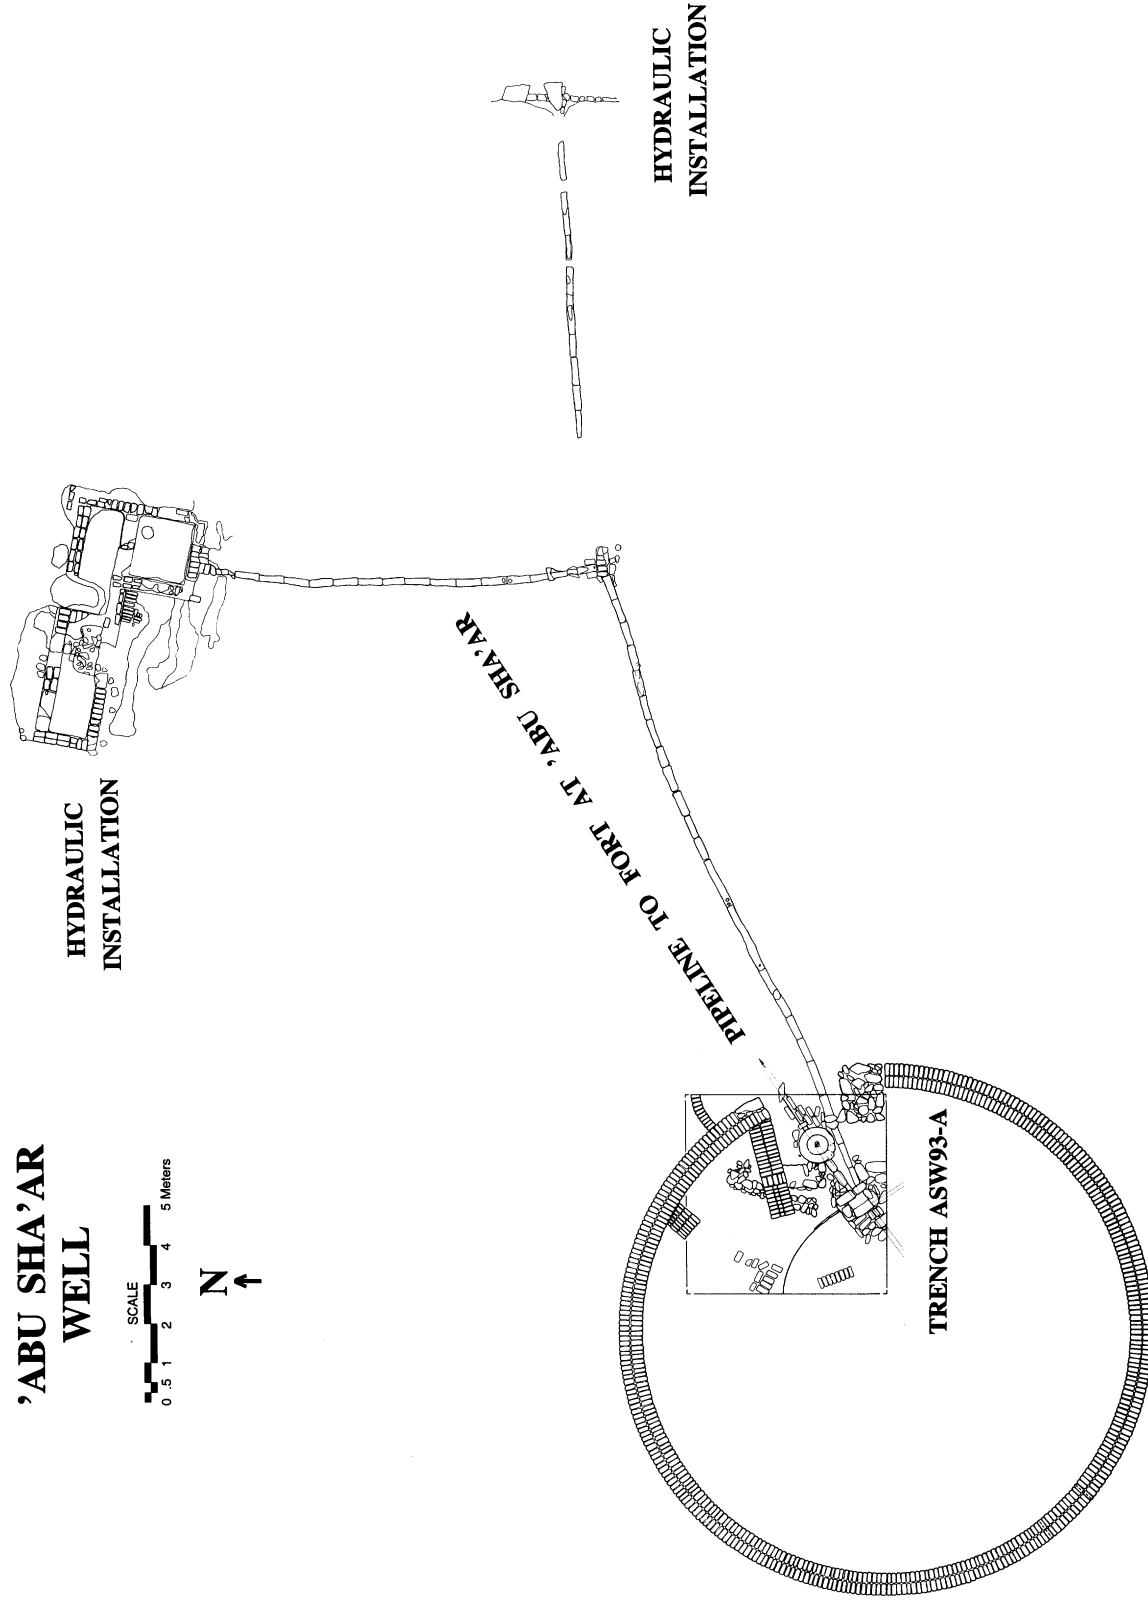 'ABU SHA'AR
WELL
SCALE
0 .5 1 2 3 4 5 Meters
N
HYDRAULIC
INSTALLATION
HYDRAULIC
INSTALLATION
PIPELINE TO FORT AT 'ABU SHA'AR
TRENCH ASW93-A